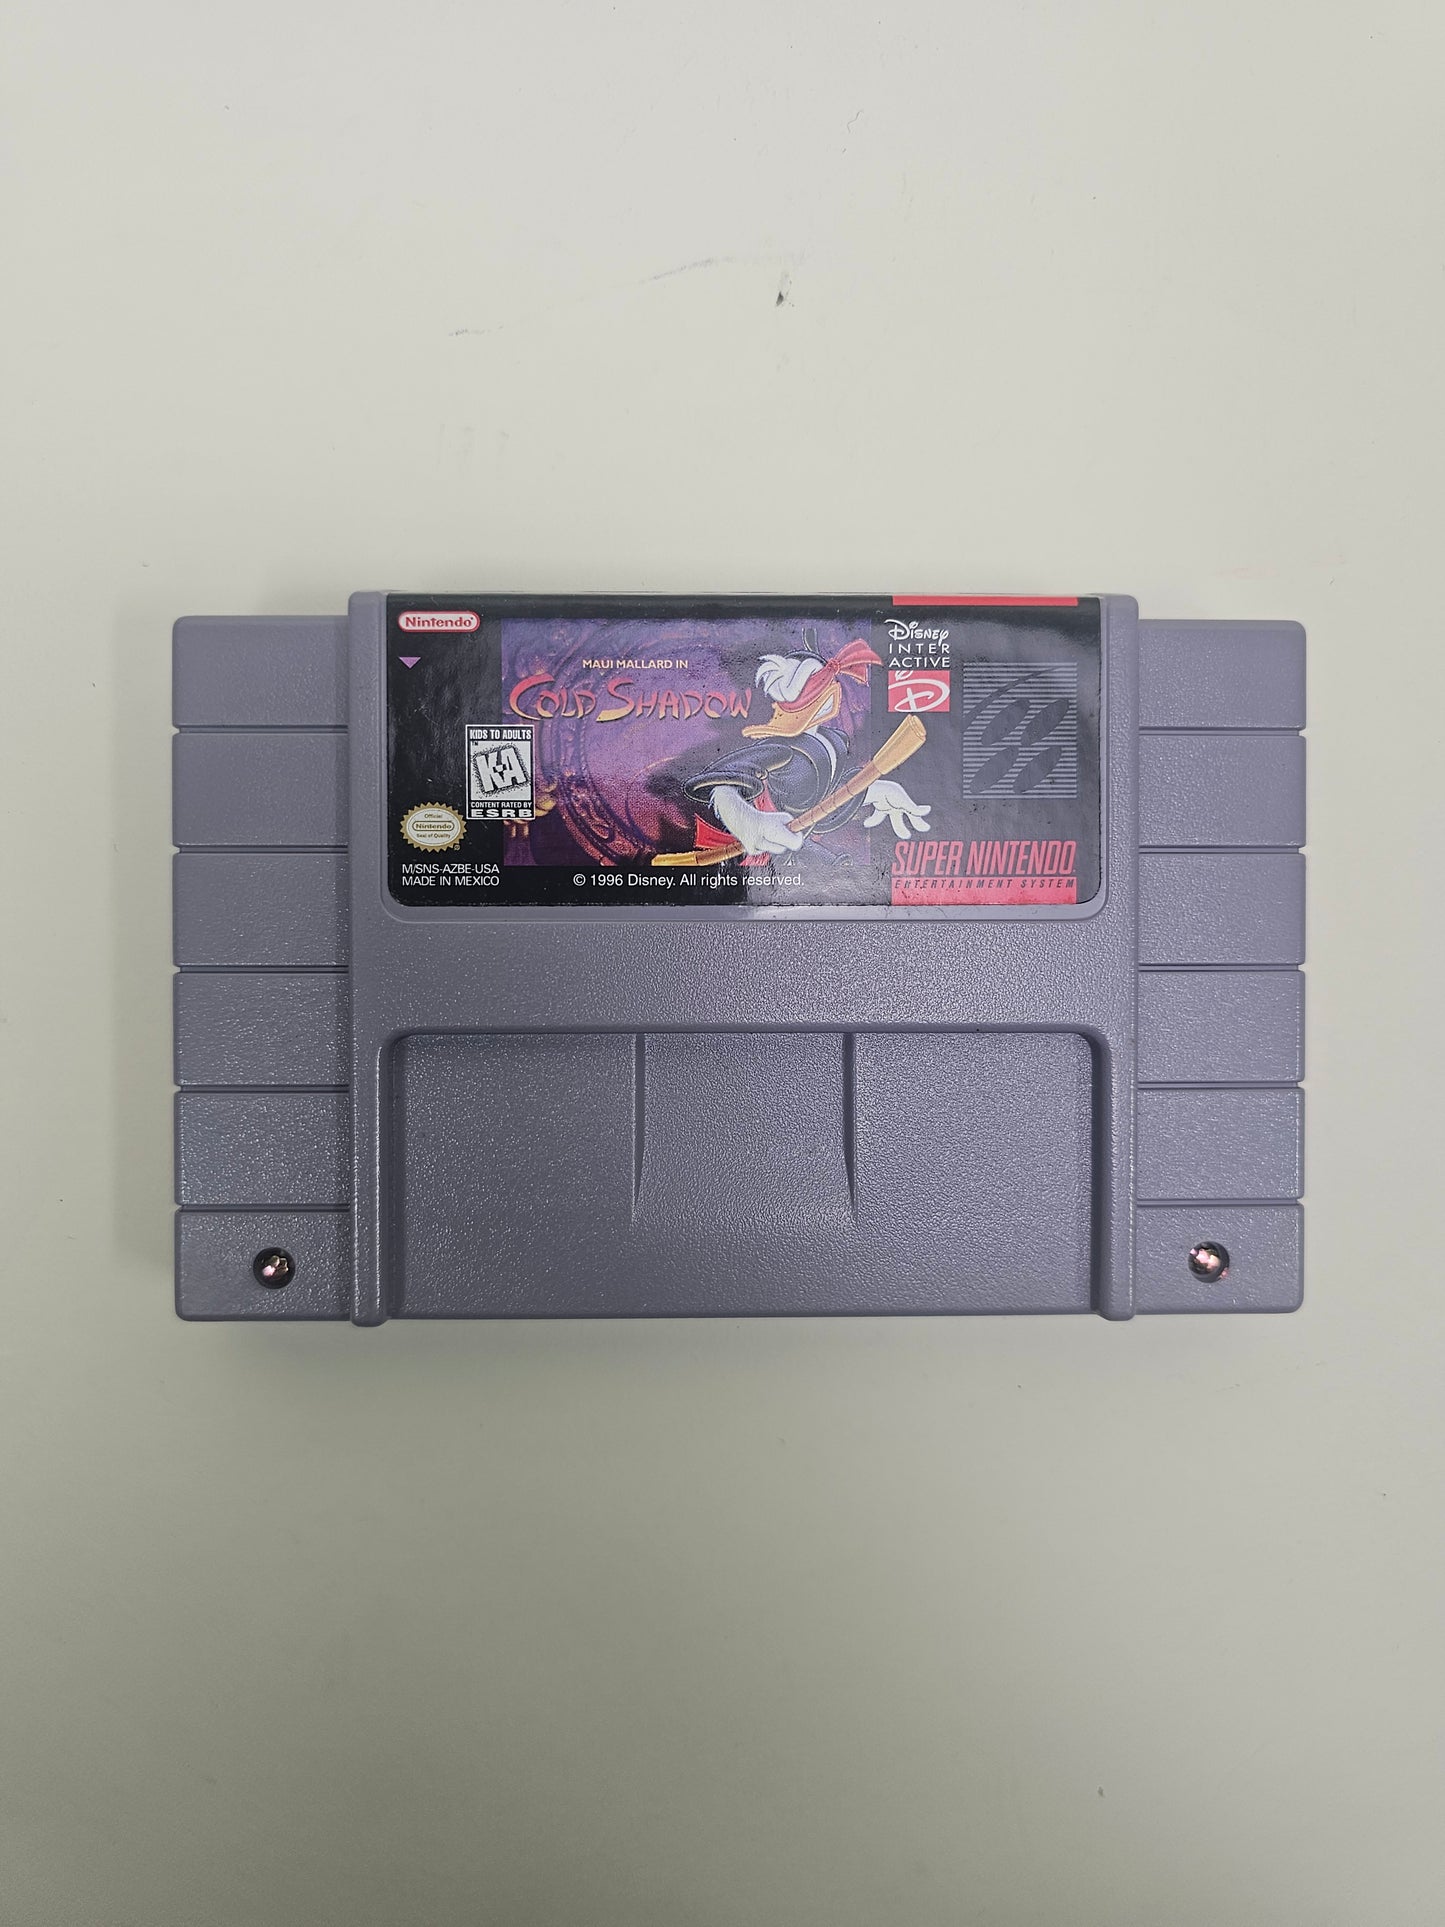 Nintendo®
DISNEY
INTER
ACTIVE
D
MAUI MALLARD IN
COLD SHADOW
KIDS TO ADULTS
K-A
™
CONTENT RATED BY
ESRB
Official
Nintendo
Seal of Quality
®
M/SNS-AZBE-USA
MADE IN MEXICO
© 1996 Disney. All rights reserved.
SUPER NINTENDO
ENTERTAINMENT SYSTEM